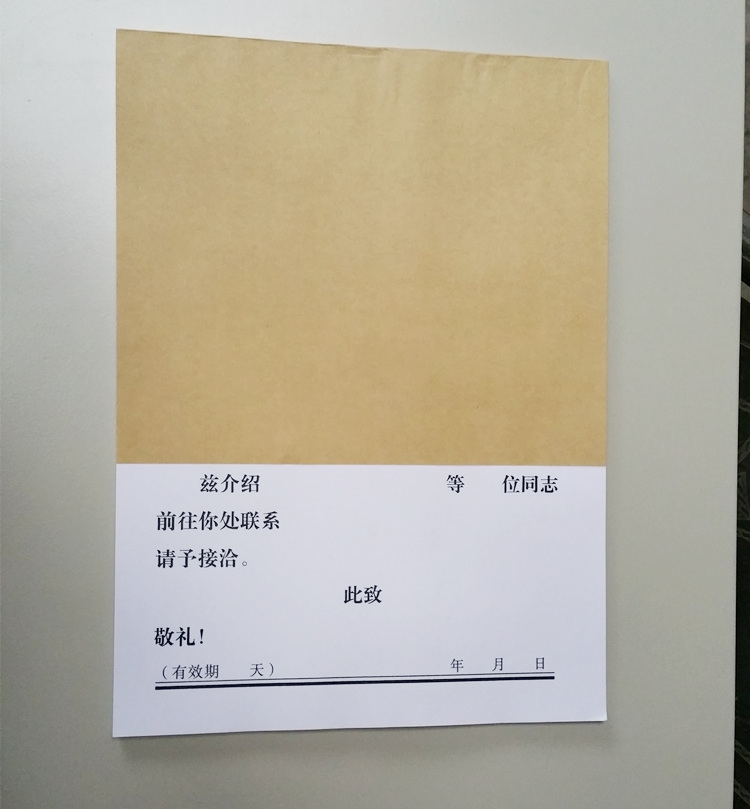 兹介绍 等 位同志
前往你处联系
请予接洽。
此致
敬礼!
(有效期 天) 年 月 日